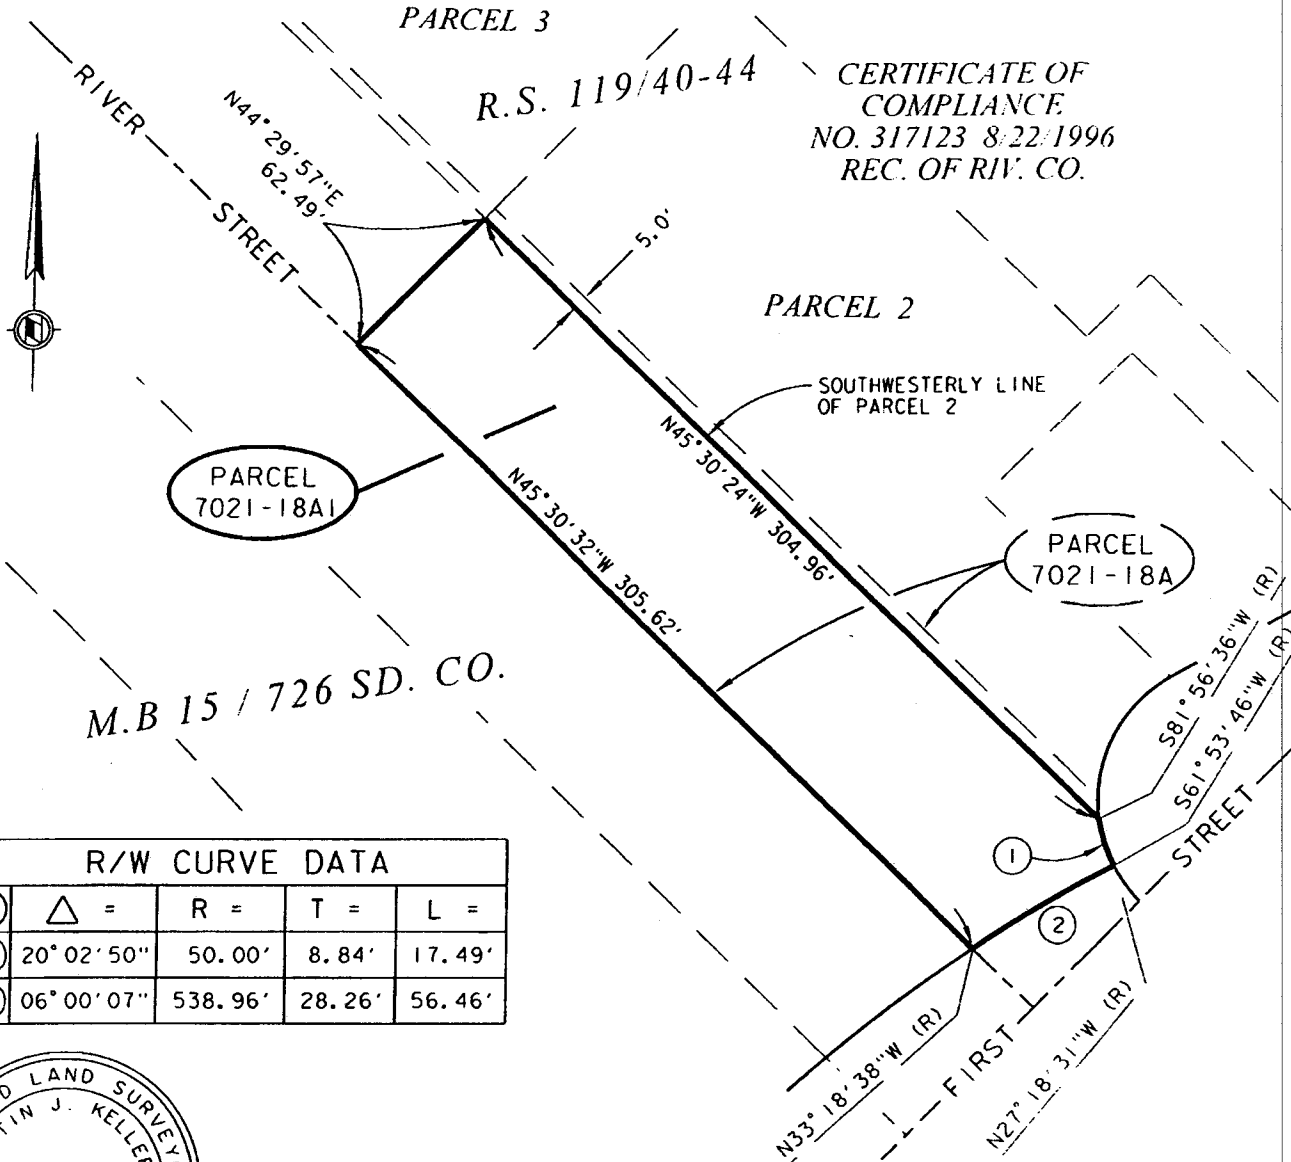 PARCEL 3
R.S. 119/40-44
CERTIFICATE OF
COMPLIANCE
NO. 317123 8/22/1996
REC. OF RIV. CO.
RIVER
STREET
N44°29'57"E
62.49'
5.0'
PARCEL 2
SOUTHWESTERLY LINE
OF PARCEL 2
PARCEL
7021-18A1
N45°30'24"W 304.96'
N45°30'32"W 305.62'
PARCEL
7021-18A
S81°56'36"W (R)
S61°53'46"W (R)
M.B 15 / 726 SD. CO.
STREET
1
2
FIRST
N33°18'38"W (R)
N27°18'31"W (R)
R/W CURVE DATA
△ = R = T = L =
20°02'50" 50.00' 8.84' 17.49'
06°00'07" 538.96' 28.26' 56.46'
LAND SURVEY
TIN J. KELLER